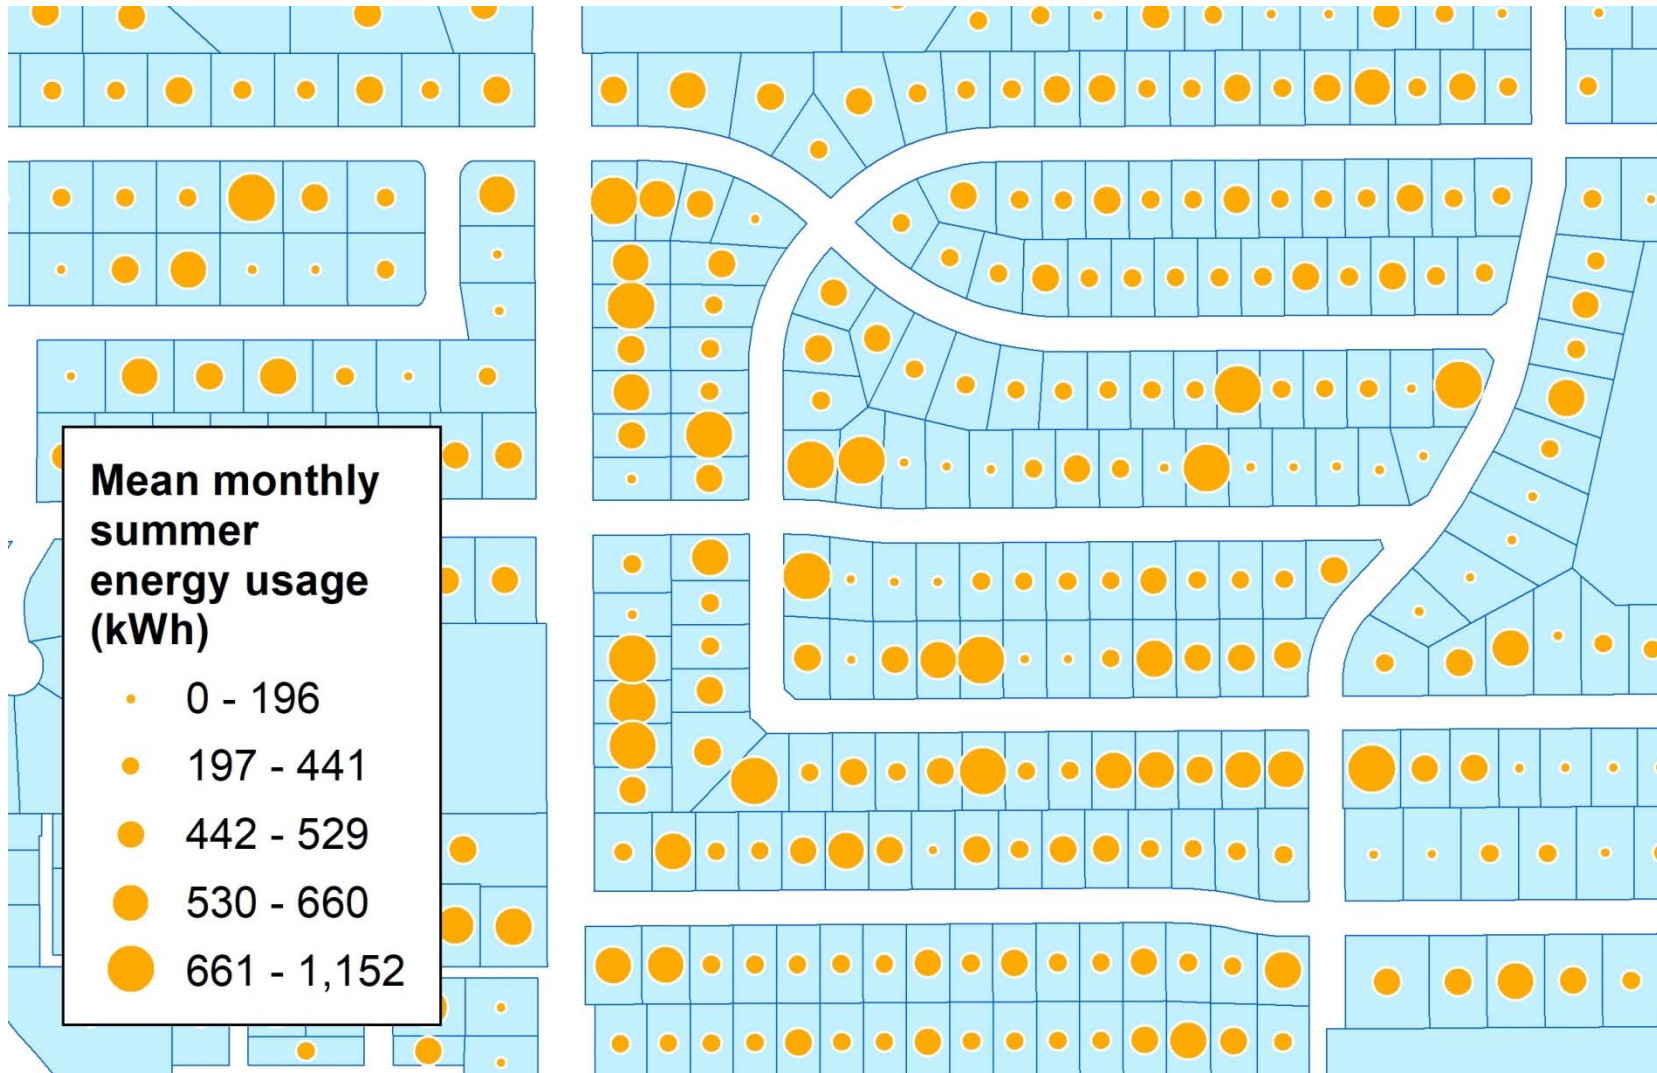 Mean monthly
summer
energy usage
(kWh)
0 - 196
197 - 441
442 - 529
530 - 660
661 - 1,152